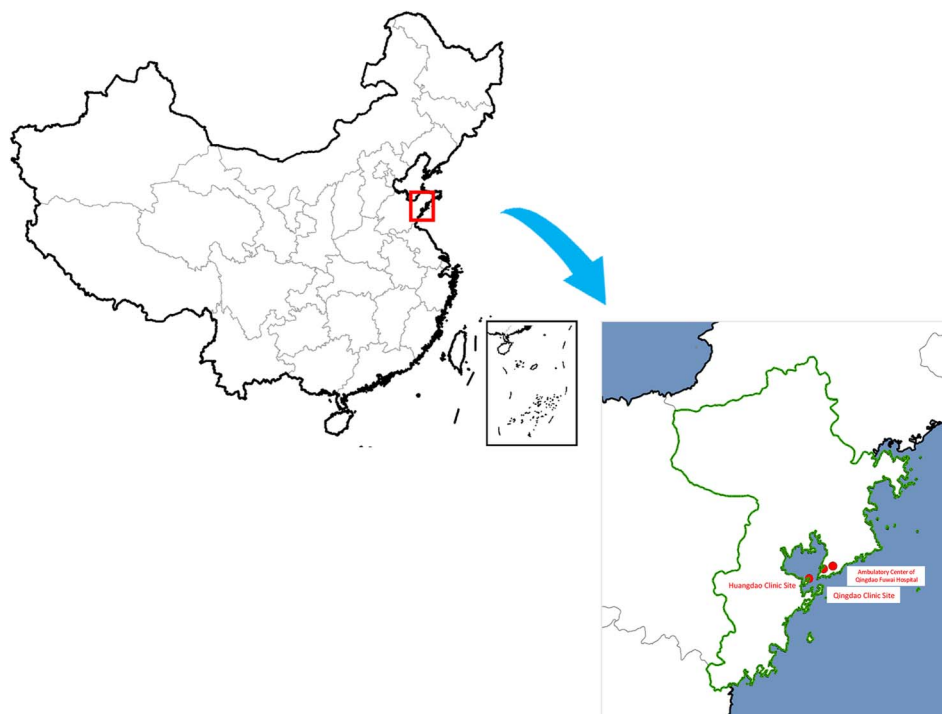 Huangdao Clinic Site
Ambulatory Center of
Qingdao Fuwai Hospital
Qingdao Clinic Site